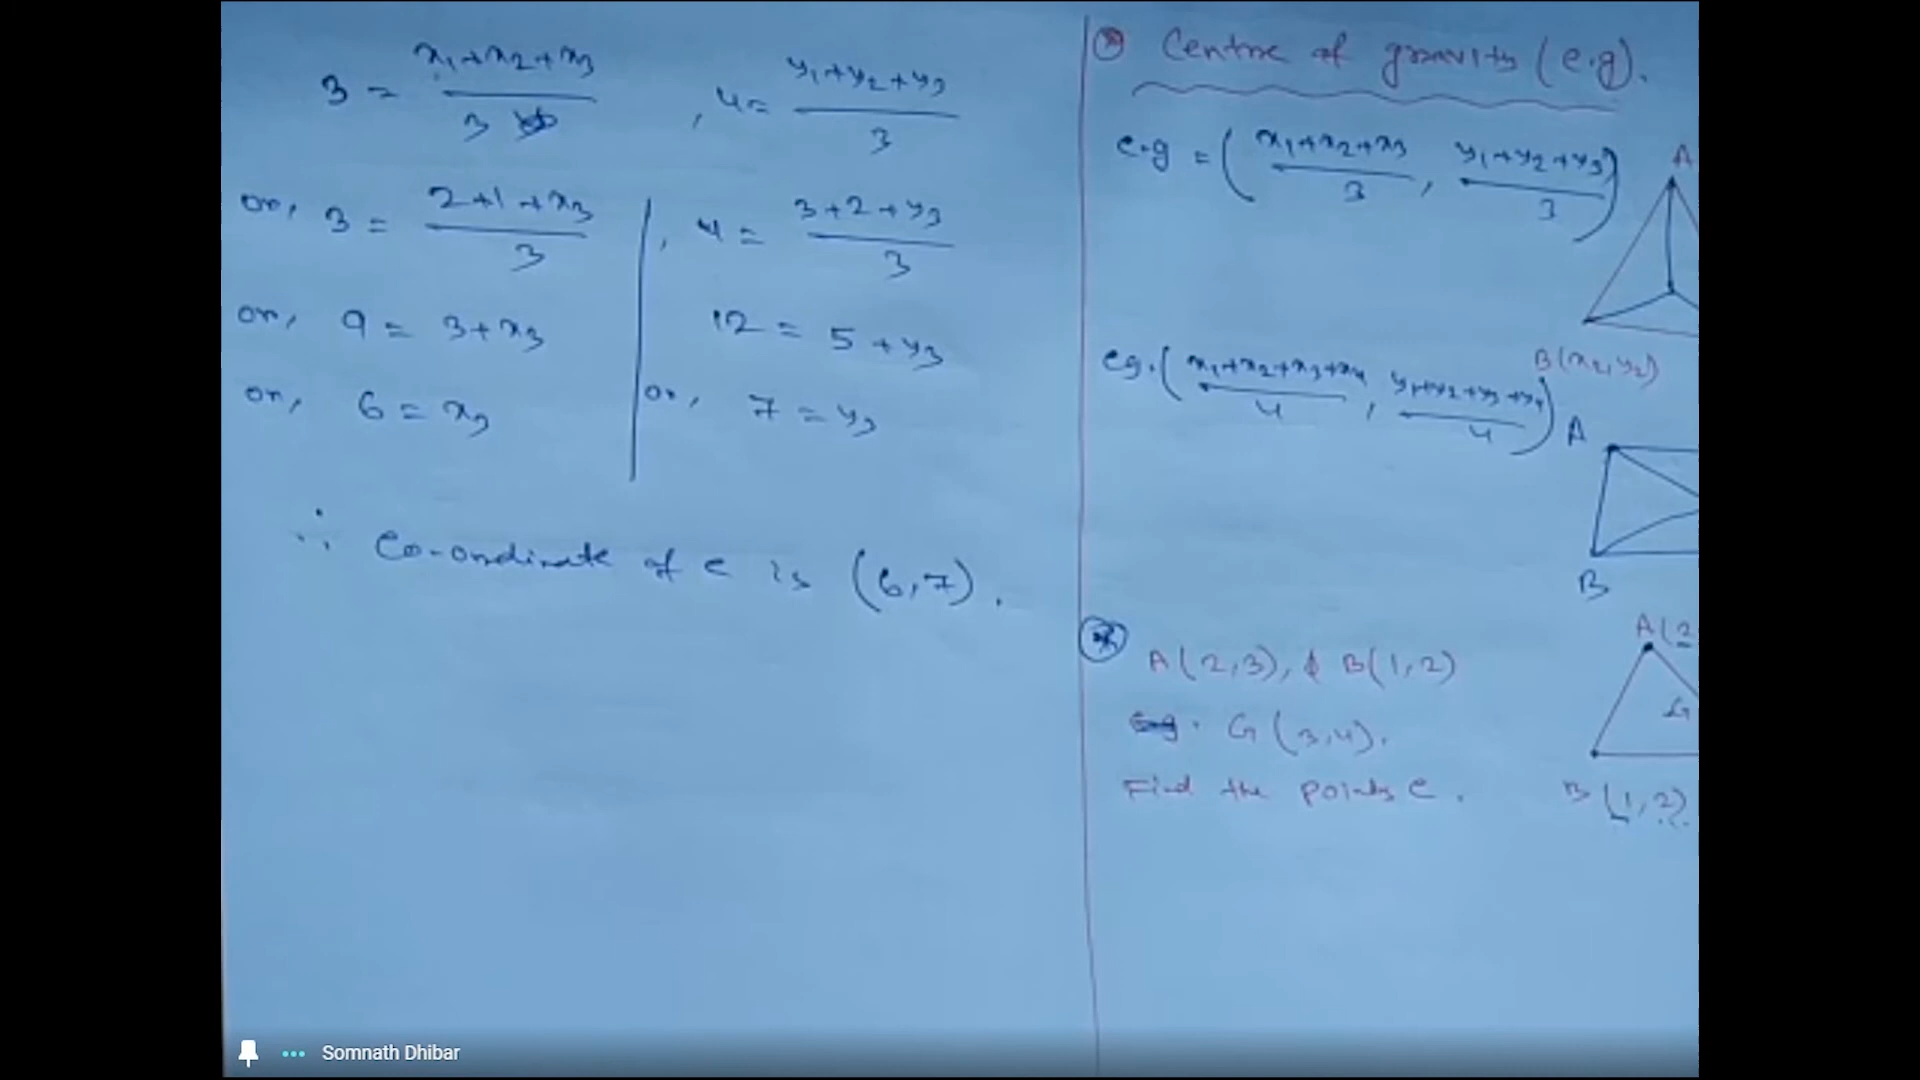 3 = x₁+x₂+x₃ / 3 , 4 = y₁+y₂+y₃ / 3
or, 3 = 2+1+x₃ / 3 , 4 = 3+2+y₃ / 3
or, 9 = 3+x₃ 12 = 5+y₃
or, 6 = x₃ or, 7 = y₃
∴ Co-ordinate of C is (6,7).
Centre of gravity (c.g).
c.g = ( x₁+x₂+x₃ / 3 , y₁+y₂+y₃ / 3 )
A
B(x₂,y₂)
cg. ( x₁+x₂+x₃+x₄ / 4 , y₁+y₂+y₃+y₄ / 4 )
A
B
A(2,3), & B(1,2)
G(3,4).
Find the points C.
A(2
G
B(1,2)
Somnath Dhibar